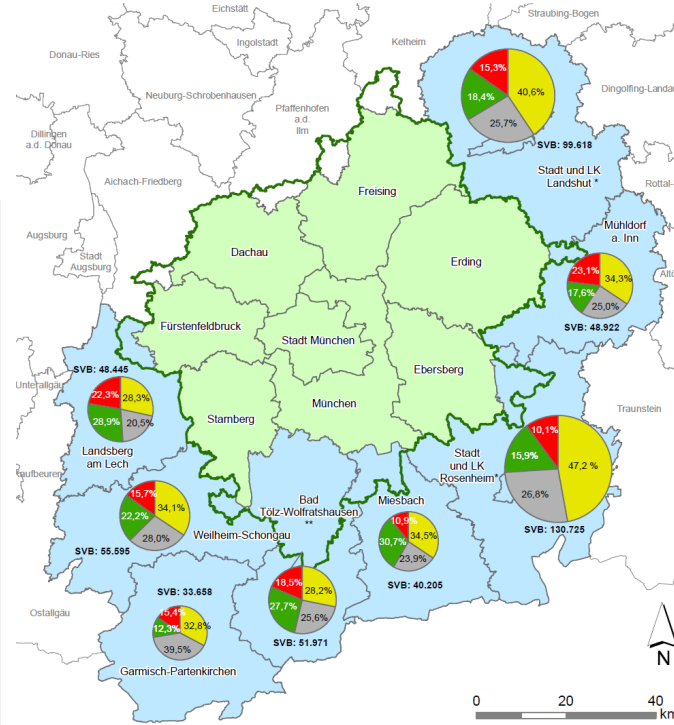 Eichstätt
Straubing-Bogen
Donau-Ries
Ingolstadt
Kelheim
Neuburg-Schrobenhausen
Pfaffenhofen
a.d.
Ilm
Dingolfing-Landau
Dillingen
a.d. Donau
Aichach-Friedberg
Augsburg
Stadt
Augsburg
15,3%
40,6%
18,4%
25,7%
SVB: 99.618
Stadt und LK
Landshut *
Rottal-
Freising
Mühldorf
a. Inn
Dachau
Erding
23,1%
34,3%
17,6%
25,0%
SVB: 48.922
Fürstenfeldbruck
Stadt München
Ebersberg
München
Starnberg
Unterallgäu
SVB: 48.445
22,3%
28,3%
28,9%
20,5%
Landsberg
am Lech
Traunstein
Stadt
und LK
Rosenheim*
10,1%
15,9%
47,2 %
26,8%
SVB: 130.725
aufbeuren
15,7%
34,1%
22,2%
28,0%
SVB: 55.595
Weilheim-Schongau
Bad
Tölz-Wolfratshausen
**
Miesbach
10,9%
34,5%
30,7%
23,9%
SVB: 40.205
Ostallgäu
SVB: 33.658
15,4%
32,8%
12,3%
39,5%
Garmisch-Partenkirchen
18,5%
28,2%
27,7%
25,6%
SVB: 51.971
N
0 20 40
km